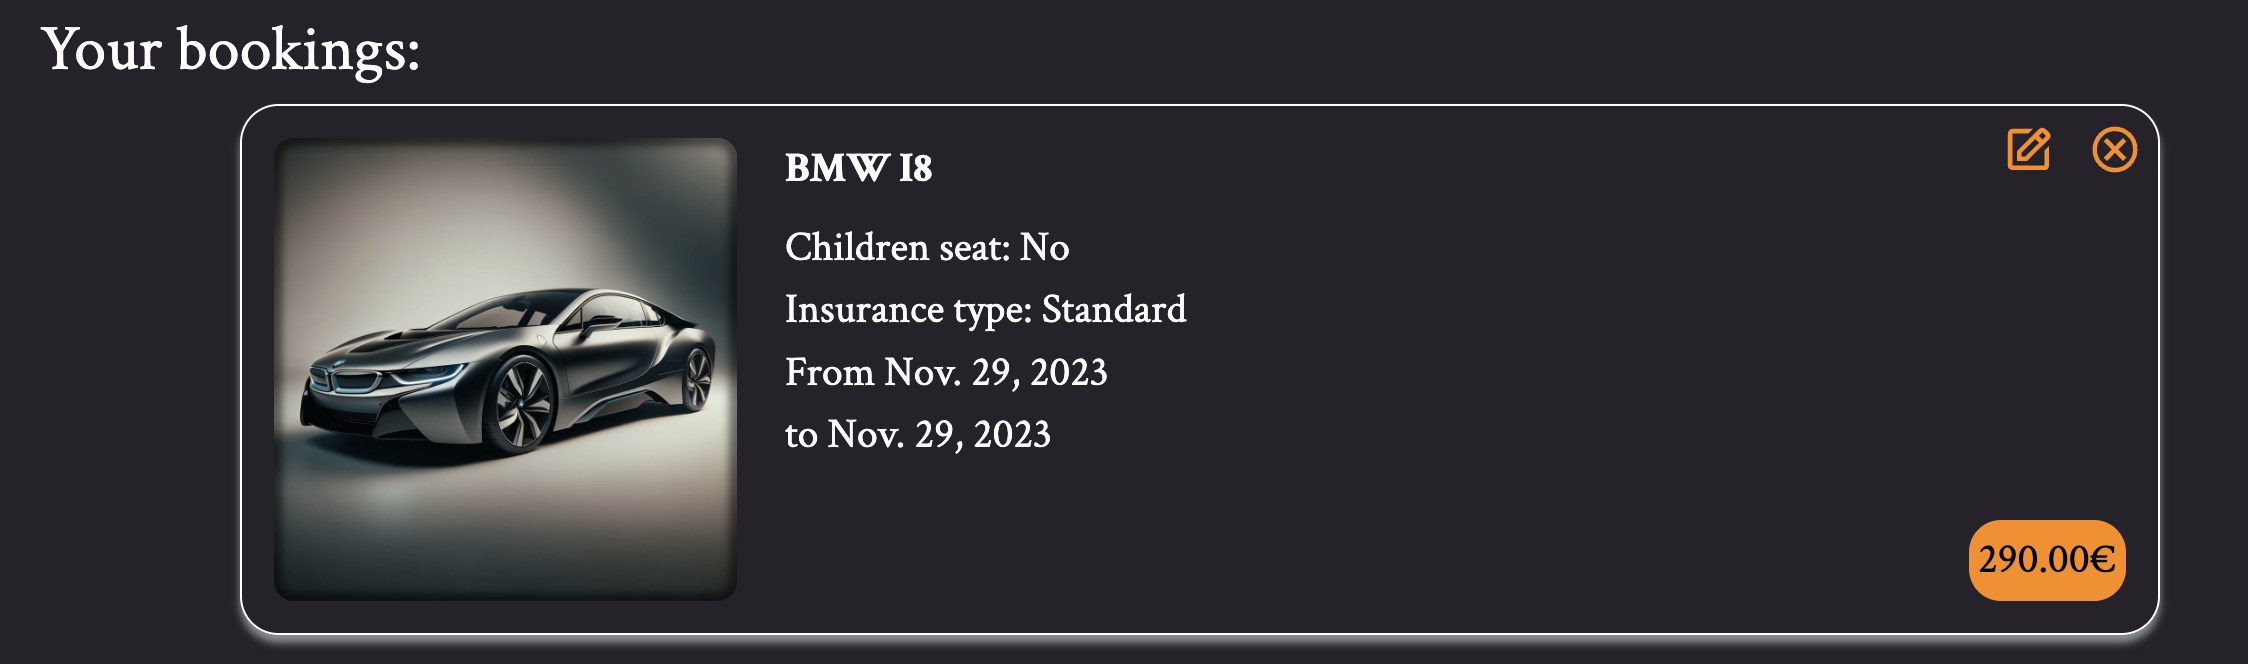 Your bookings:
BMW I8
Children seat: No
Insurance type: Standard
From Nov. 29, 2023
to Nov. 29, 2023
290.00€